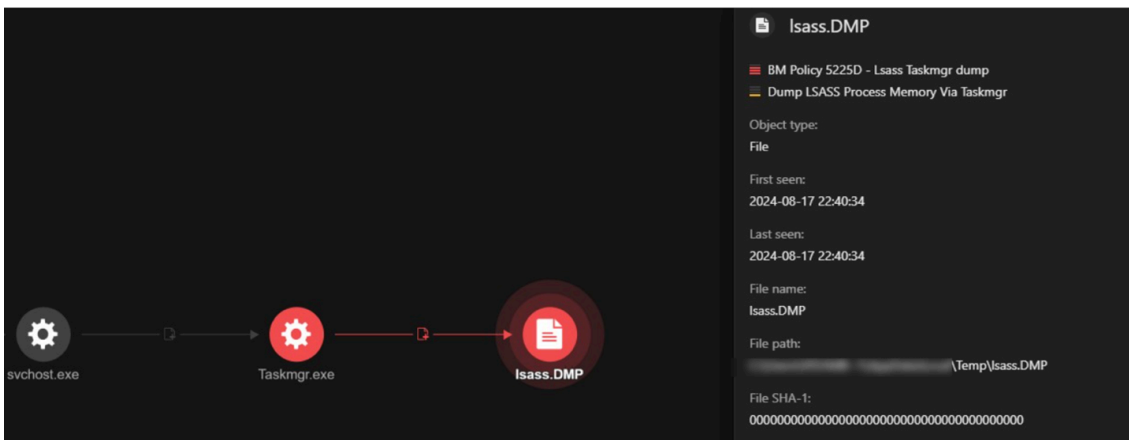 svchost.exe
Taskmgr.exe
lsass.DMP
lsass.DMP
BM Policy 5225D - Lsass Taskmgr dump
Dump LSASS Process Memory Via Taskmgr
Object type:
File
First seen:
2024-08-17 22:40:34
Last seen:
2024-08-17 22:40:34
File name:
lsass.DMP
File path:
\Temp\lsass.DMP
File SHA-1:
0000000000000000000000000000000000000000